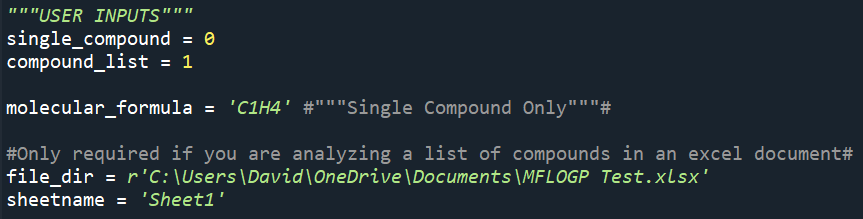 """USER INPUTS"""
single_compound = 0
compound_list = 1
molecular_formula = 'C1H4' #"""Single Compound Only"""#
#Only required if you are analyzing a list of compounds in an excel document#
file_dir = r'C:\Users\David\OneDrive\Documents\MFLOGP Test.xlsx'
sheetname = 'Sheet1'